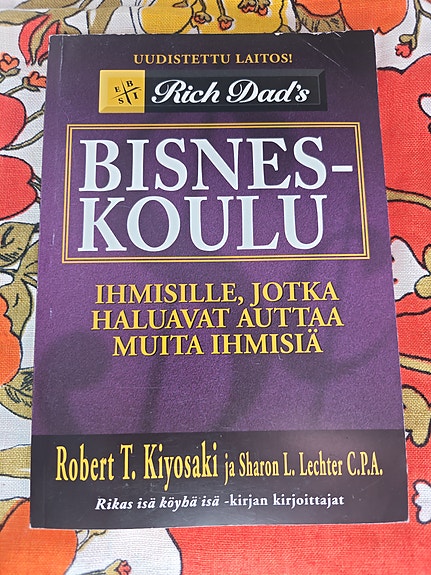 UUDISTETTU LAITOS!
E B
S I
Rich Dad's
BISNES-
KOULU
IHMISILLE, JOTKA
HALUAVAT AUTTAA
MUITA IHMISIÄ
Robert T. Kiyosaki ja Sharon L. Lechter C.P.A.
Rikas isä köyhä isä -kirjan kirjoittajat